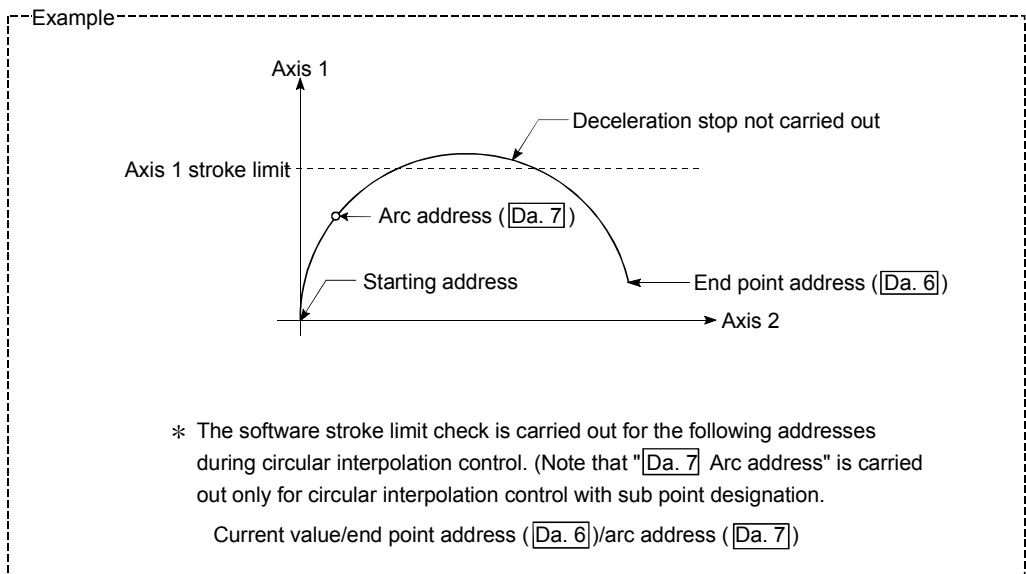 Example
Axis 1
Deceleration stop not carried out
Axis 1 stroke limit
Arc address ( Da. 7 )
Starting address
End point address ( Da. 6 )
Axis 2
* The software stroke limit check is carried out for the following addresses
during circular interpolation control. (Note that " Da. 7 Arc address" is carried
out only for circular interpolation control with sub point designation.
Current value/end point address ( Da. 6 )/arc address ( Da. 7 )